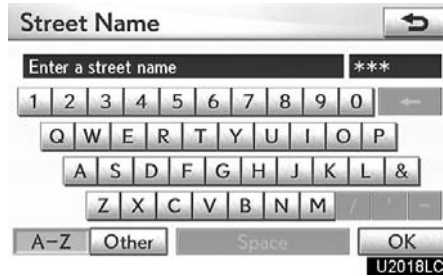 Street Name
Enter a street name ***
1 2 3 4 5 6 7 8 9 0 ←
Q W E R T Y U I O P
A S D F G H J K L &
Z X C V B N M / ' -
A-Z Other Space OK
U2018LC